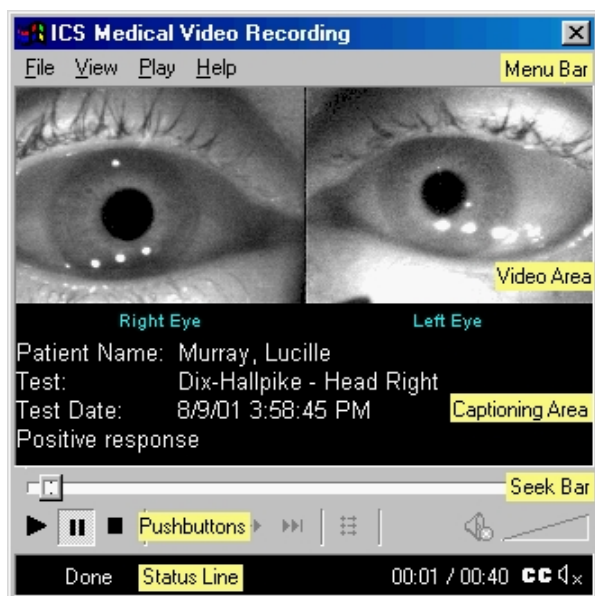 ICS Medical Video Recording
File View Play Help Menu Bar
Video Area
Right Eye Left Eye
Patient Name: Murray, Lucille
Test: Dix-Hallpike - Head Right
Test Date: 8/9/01 3:58:45 PM Captioning Area
Positive response
Seek Bar
Pushbuttons
Done Status Line 00:01 / 00:40 CC